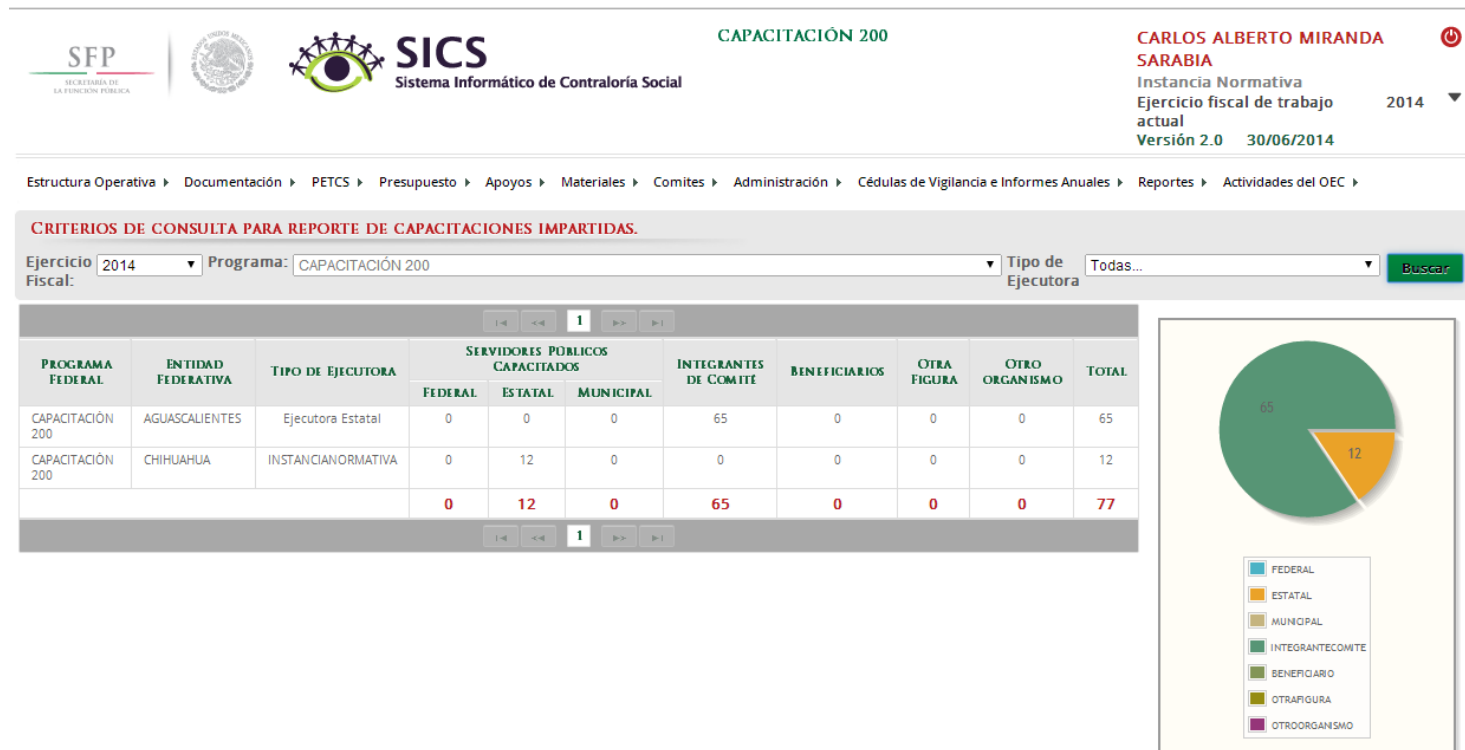 SFP
SECRETARÍA DE
LA FUNCIÓN PÚBLICA
ESTADOS UNIDOS MEXICANOS
SICS
Sistema Informático de Contraloría Social
CAPACITACIÓN 200
CARLOS ALBERTO MIRANDA
SARABIA
Instancia Normativa
Ejercicio fiscal de trabajo 2014
actual
Versión 2.0 30/06/2014
Estructura Operativa Documentación PETCS Presupuesto Apoyos Materiales Comites Administración Cédulas de Vigilancia e Informes Anuales Reportes Actividades del OEC
CRITERIOS DE CONSULTA PARA REPORTE DE CAPACITACIONES IMPARTIDAS.
Ejercicio Fiscal: 2014 Programa: CAPACITACIÓN 200 Tipo de Ejecutora Todas... Buscar
1
PROGRAMA FEDERAL ENTIDAD FEDERATIVA TIPO DE EJECUTORA SERVIDORES PÚBLICOS CAPACITADOS INTEGRANTES DE COMITÉ BENEFICIARIOS OTRA FIGURA OTRO ORGANISMO TOTAL
FEDERAL ESTATAL MUNICIPAL
CAPACITACIÓN 200 AGUASCALIENTES Ejecutora Estatal 0 0 0 65 0 0 0 65
CAPACITACIÓN 200 CHIHUAHUA INSTANCIANORMATIVA 0 12 0 0 0 0 0 12
0 12 0 65 0 0 0 77
1
65
12
FEDERAL
ESTATAL
MUNICIPAL
INTEGRANTECOMITE
BENEFICIARIO
OTRAFIGURA
OTROORGANISMO